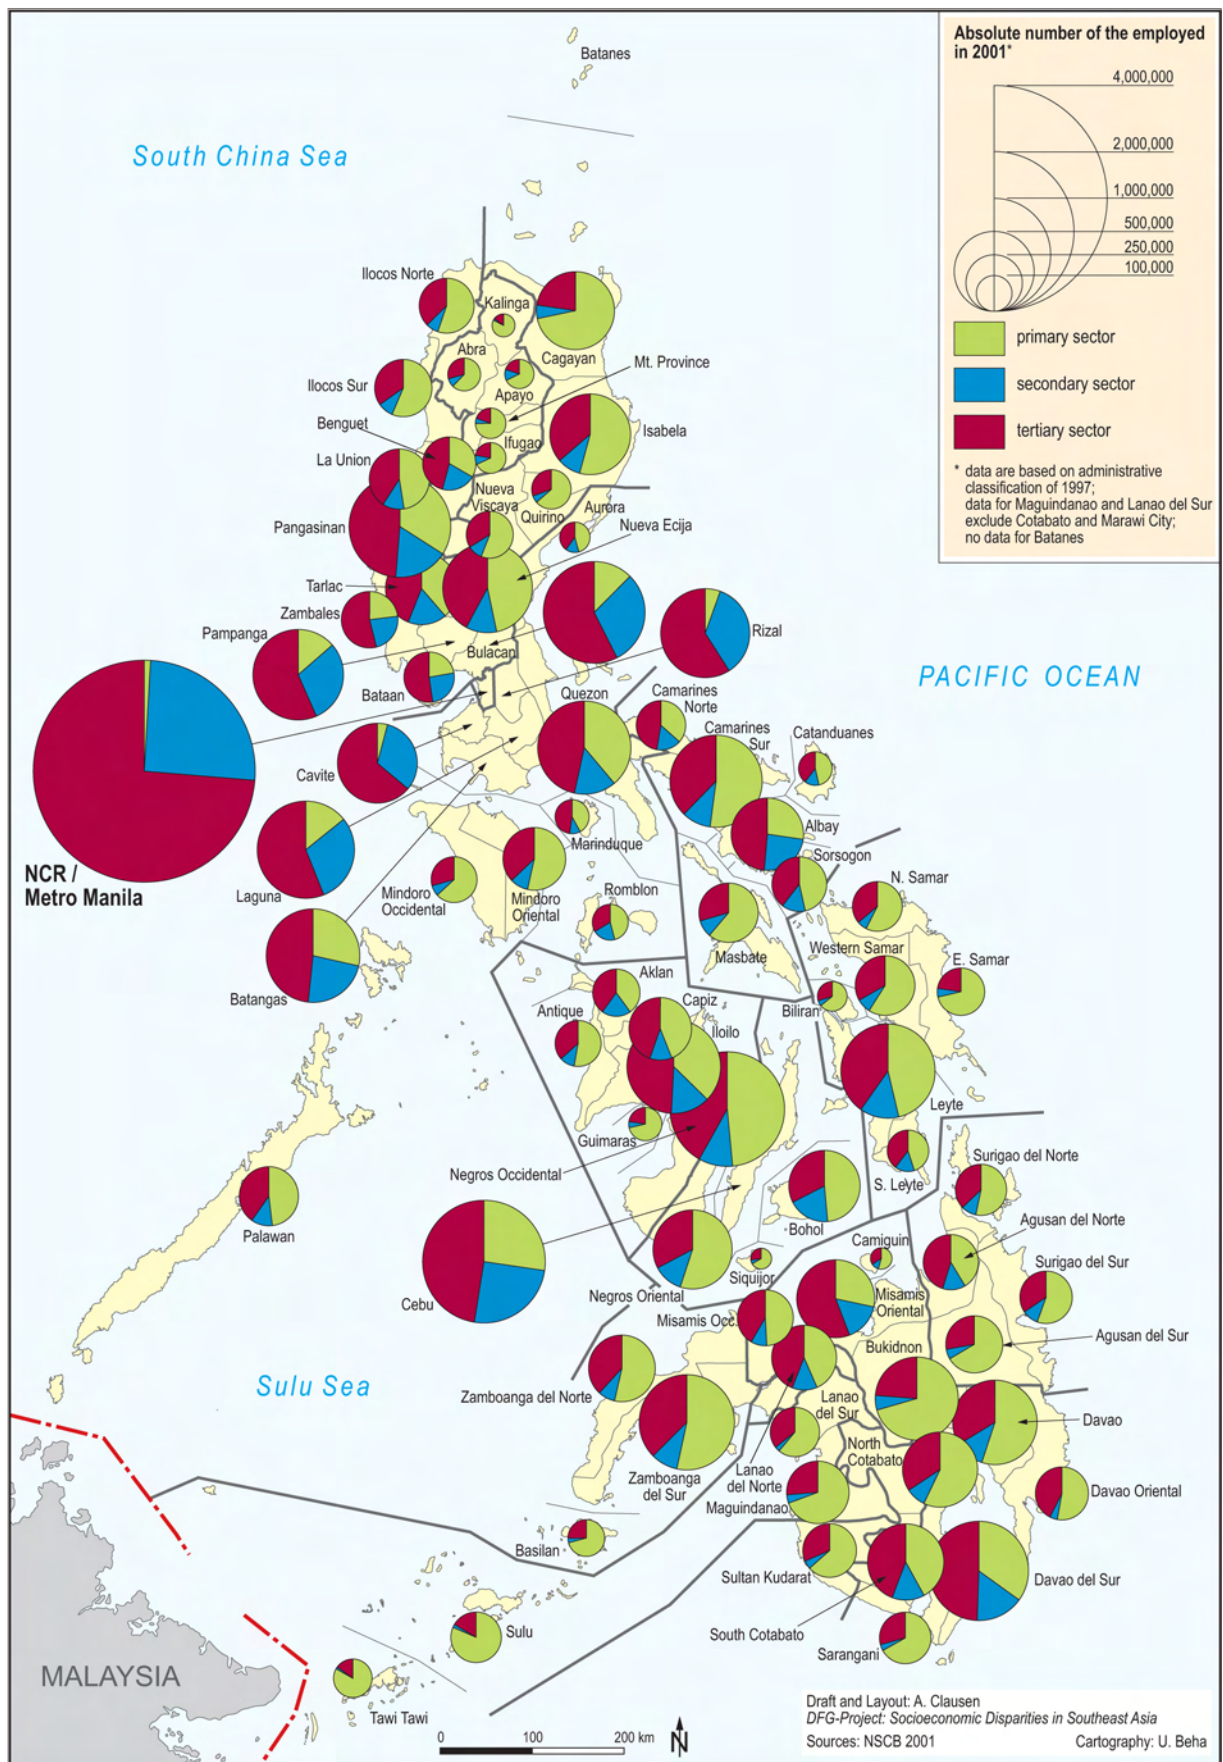 Batanes
South China Sea
Absolute number of the employed
in 2001*
4,000,000
2,000,000
1,000,000
500,000
250,000
100,000
primary sector
secondary sector
tertiary sector
* data are based on administrative
classification of 1997;
data for Maguindanao and Lanao del Sur
exclude Cotabato and Marawi City;
no data for Batanes
Ilocos Norte
Kalinga
Abra
Cagayan
Mt. Province
Ilocos Sur
Apayo
Benguet
Isabela
La Union
Ifugao
Nueva
Viscaya
Quirino
Aurora
Pangasinan
Nueva Ecija
Tarlac
Zambales
Pampanga
Bulacan
Rizal
Bataan
PACIFIC OCEAN
Quezon
Camarines
Norte
Camarines
Sur
Catanduanes
Cavite
NCR /
Metro Manila
Laguna
Marinduque
Albay
Sorsogon
Mindoro
Occidental
Mindoro
Oriental
Romblon
N. Samar
Masbate
Western Samar
E. Samar
Batangas
Aklan
Antique
Capiz
Biliran
Iloilo
Leyte
Guimaras
Negros Occidental
S. Leyte
Surigao del Norte
Palawan
Bohol
Agusan del Norte
Camiguin
Surigao del Sur
Siquijor
Cebu
Negros Oriental
Misamis
Oriental
Misamis Occ.
Agusan del Sur
Bukidnon
Sulu Sea
Zamboanga del Norte
Lanao
del Sur
Davao
North
Cotabato
Zamboanga
del Sur
Lanao
del Norte
Maguindanao
Davao Oriental
Basilan
Sultan Kudarat
Davao del Sur
South Cotabato
Sulu
Sarangani
MALAYSIA
Tawi Tawi
0 100 200 km
N
Draft and Layout: A. Clausen
DFG-Project: Socioeconomic Disparities in Southeast Asia
Sources: NSCB 2001 Cartography: U. Beha